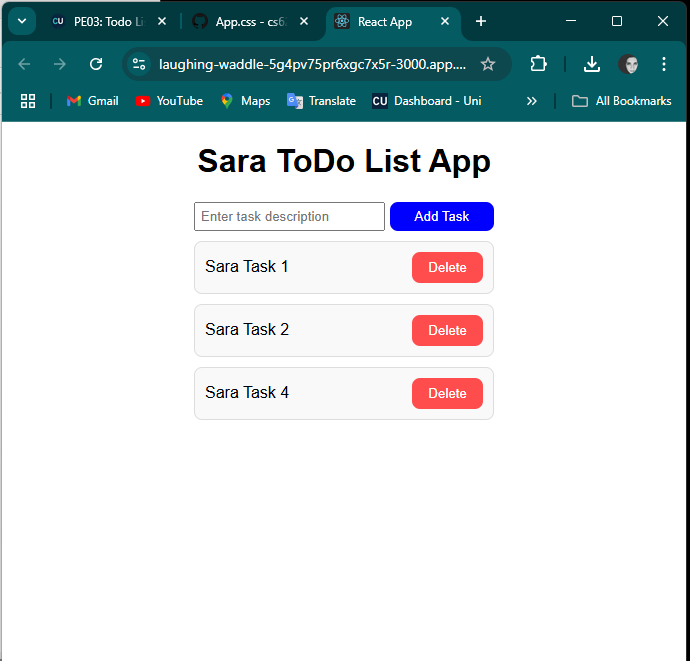 PE03: Todo Li
App.css - cs6
React App
laughing-waddle-5g4pv75pr6xgc7x5r-3000.app....
Gmail
YouTube
Maps
Translate
CU
Dashboard - Uni
All Bookmarks
Sara ToDo List App
Enter task description
Add Task
Sara Task 1
Delete
Sara Task 2
Delete
Sara Task 4
Delete